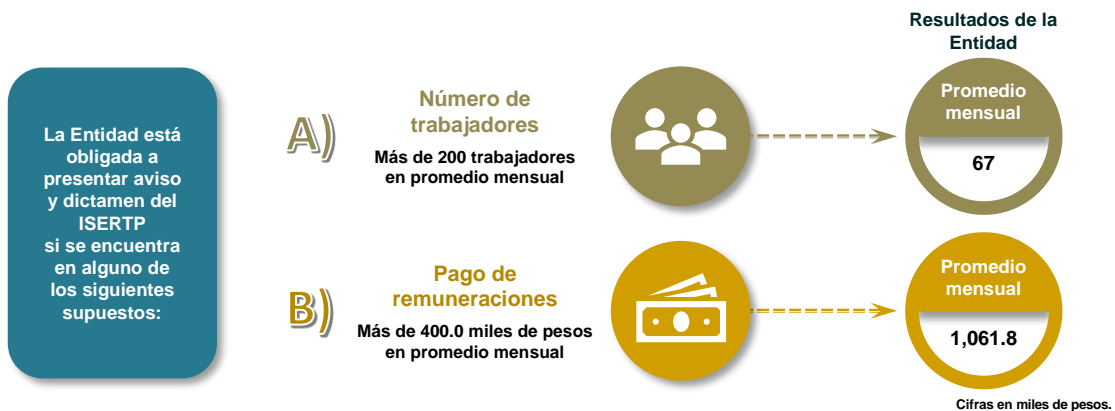 Resultados de la
Entidad
La Entidad está
obligada a
presentar aviso
y dictamen del
ISERTP
si se encuentra
en alguno de
los siguientes
supuestos:
A)
Número de
trabajadores
Más de 200 trabajadores
en promedio mensual
Promedio
mensual
67
B)
Pago de
remuneraciones
Más de 400.0 miles de pesos
en promedio mensual
Promedio
mensual
1,061.8
Cifras en miles de pesos.